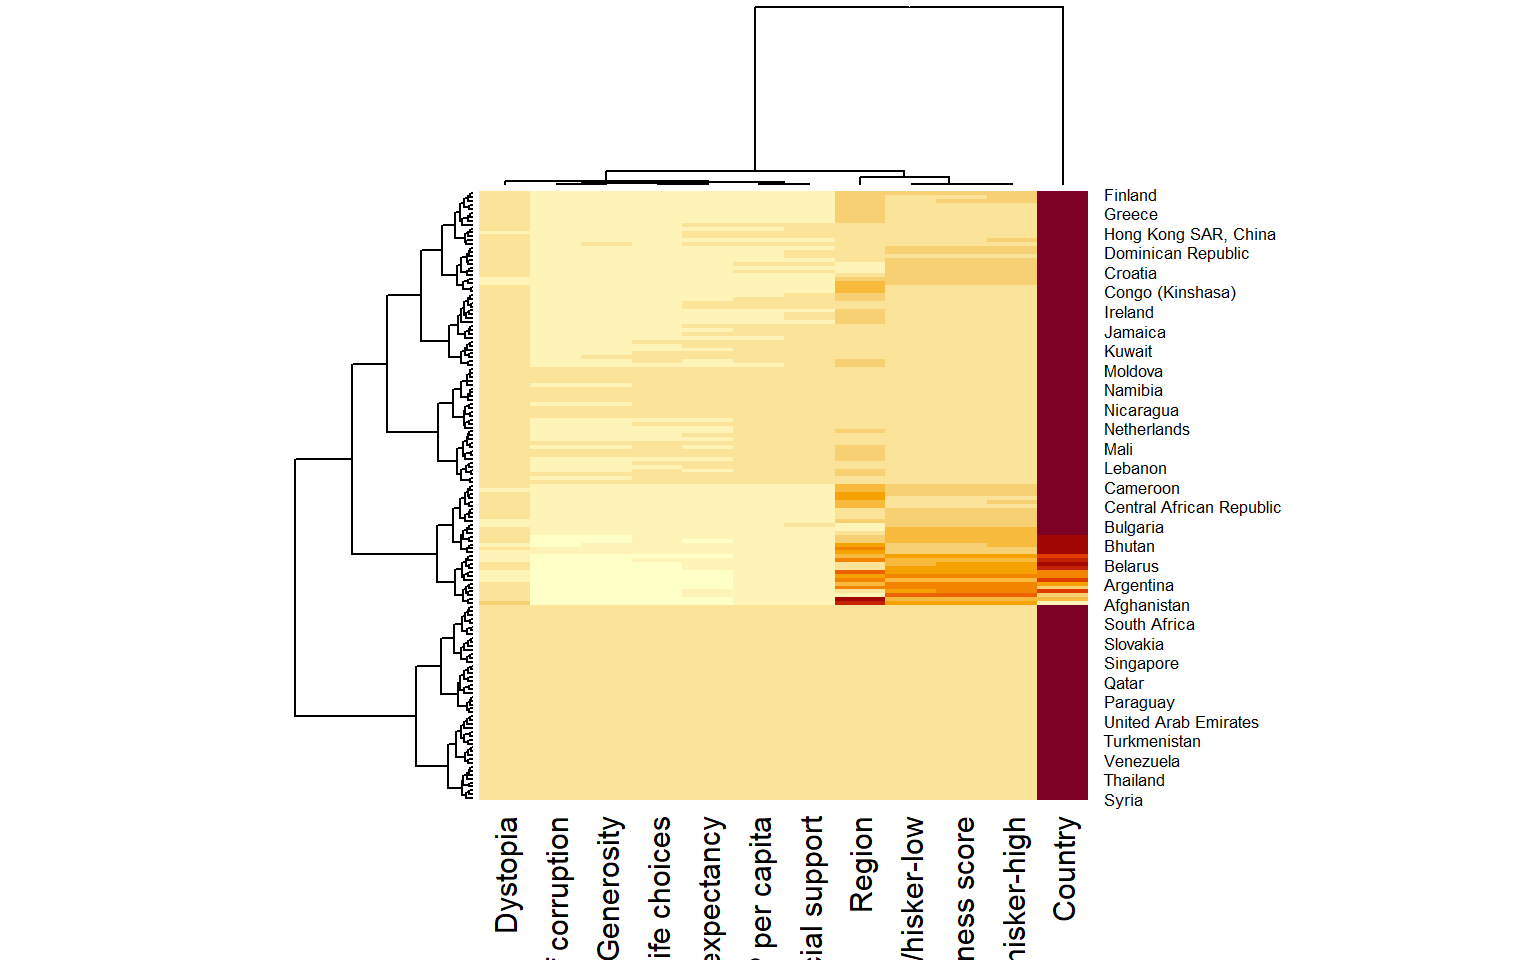 Finland
Greece
Hong Kong SAR, China
Dominican Republic
Croatia
Congo (Kinshasa)
Ireland
Jamaica
Kuwait
Moldova
Namibia
Nicaragua
Netherlands
Mali
Lebanon
Cameroon
Central African Republic
Bulgaria
Bhutan
Belarus
Argentina
Afghanistan
South Africa
Slovakia
Singapore
Qatar
Paraguay
United Arab Emirates
Turkmenistan
Venezuela
Thailand
Syria
Dystopia
corruption
Generosity
ife choices
expectancy
per capita
cial support
Region
hisker-low
ness score
hisker-high
Country